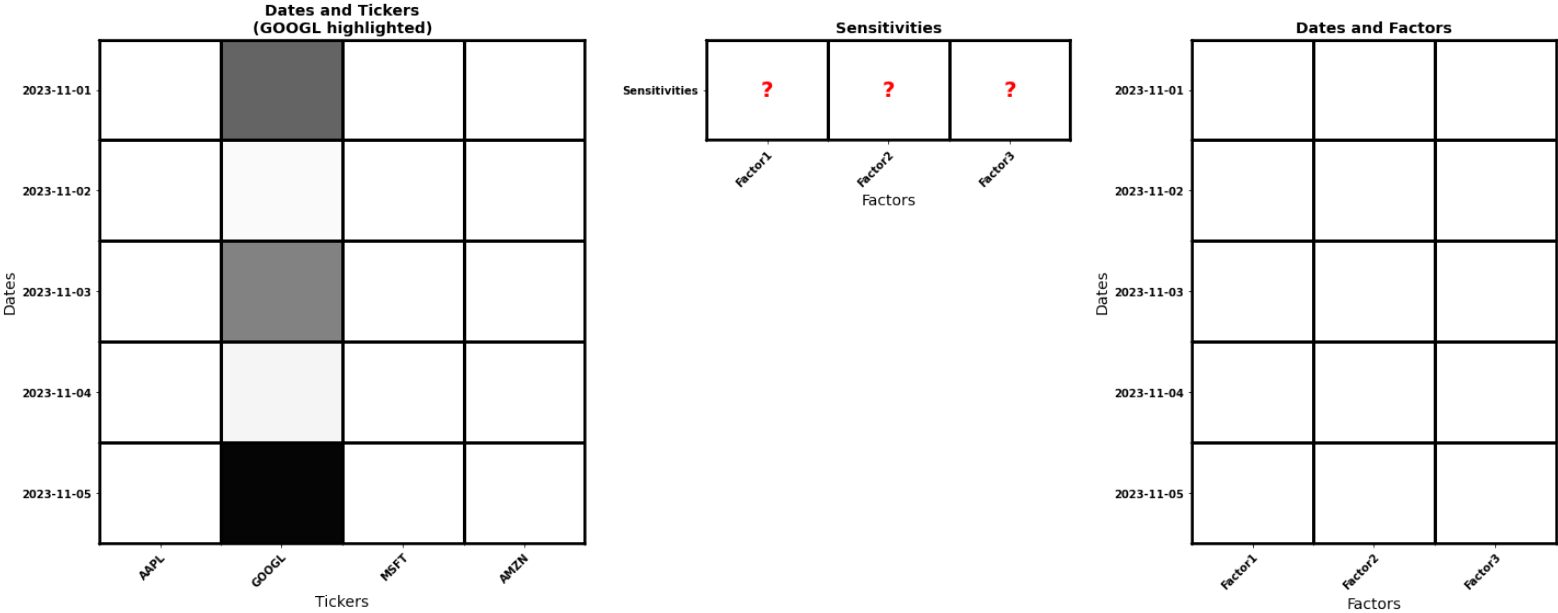 Dates and Tickers
(GOOGL highlighted)
Dates
2023-11-01
2023-11-02
2023-11-03
2023-11-04
2023-11-05
AAPL
GOOGL
MSFT
AMZN
Tickers
Sensitivities
Sensitivities
?
?
?
Factor1
Factor2
Factor3
Factors
Dates and Factors
Dates
2023-11-01
2023-11-02
2023-11-03
2023-11-04
2023-11-05
Factor1
Factor2
Factor3
Factors